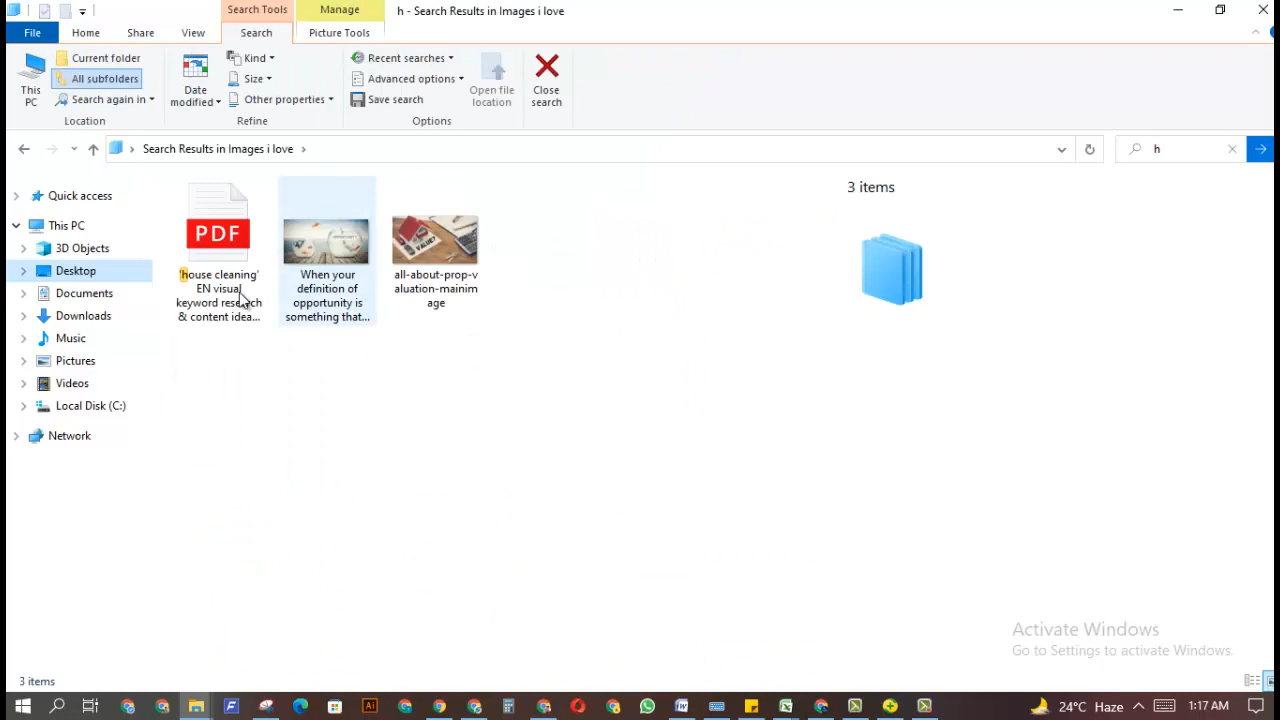 Search Tools
Manage
h - Search Results in Images i love
File
Home
Share
View
Search
Picture Tools
This PC
Current folder
All subfolders
Search again in
Location
Date modified
Kind
Size
Other properties
Refine
Recent searches
Advanced options
Save search
Open file location
Options
Close search
Search Results in Images i love
h
Quick access
This PC
3D Objects
Desktop
Documents
Downloads
Music
Pictures
Videos
Local Disk (C:)
Network
PDF
'house cleaning'
EN visual
keyword research
& content idea...
When your
definition of
opportunity is
something that...
VALUE?
all-about-prop-v
aluation-mainim
age
3 items
Activate Windows
Go to Settings to activate Windows.
3 items
Ai
24°C Haze
1:17 AM